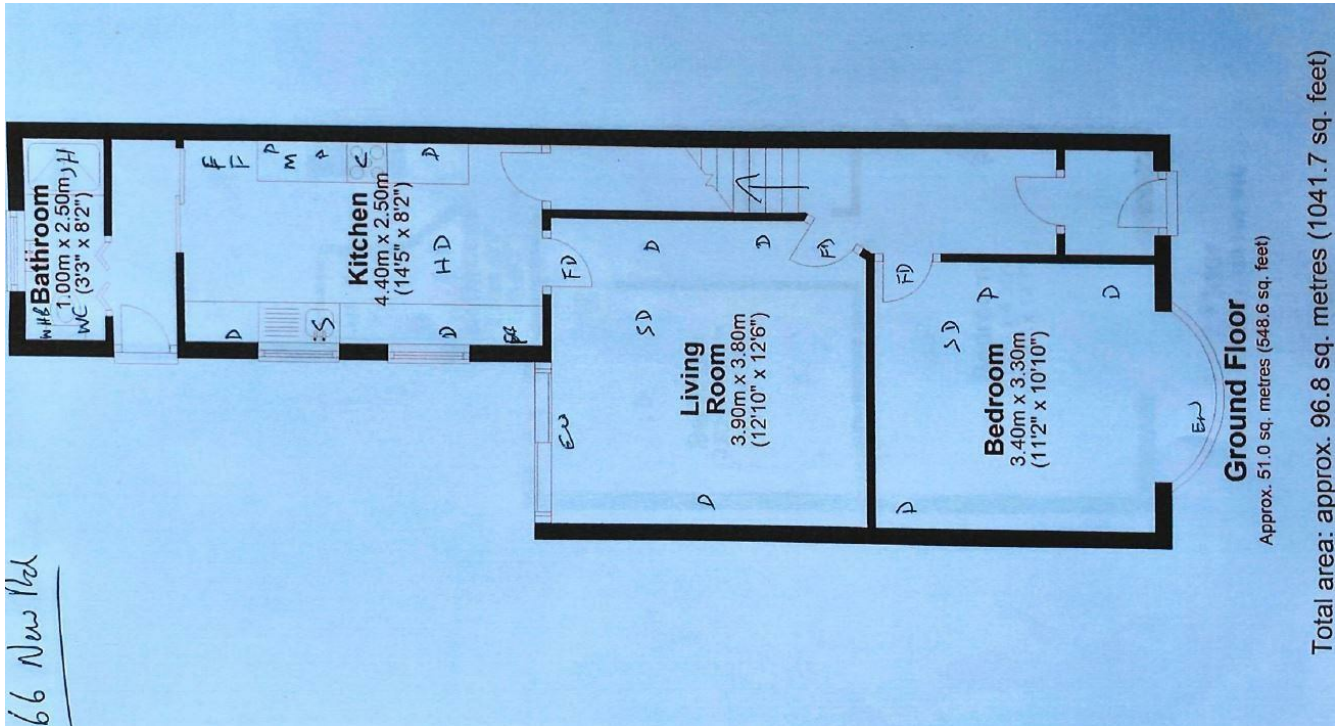 66 New Rd
WHB
Bathroom
1.00m x 2.50m
(3'3" x 8'2")
WC
H
F
D
M
D
C
D
Kitchen
4.40m x 2.50m
(14'5" x 8'2")
HD
D
S
D
FD
D
D
FD
SD
Living
Room
3.90m x 3.80m
(12'10" x 12'6")
EW
D
FD
SD
D
D
Bedroom
3.40m x 3.30m
(11'2" x 10'10")
D
EW
Ground Floor
Approx. 51.0 sq. metres (548.6 sq. feet)
Total area: approx. 96.8 sq. metres (1041.7 sq. feet)